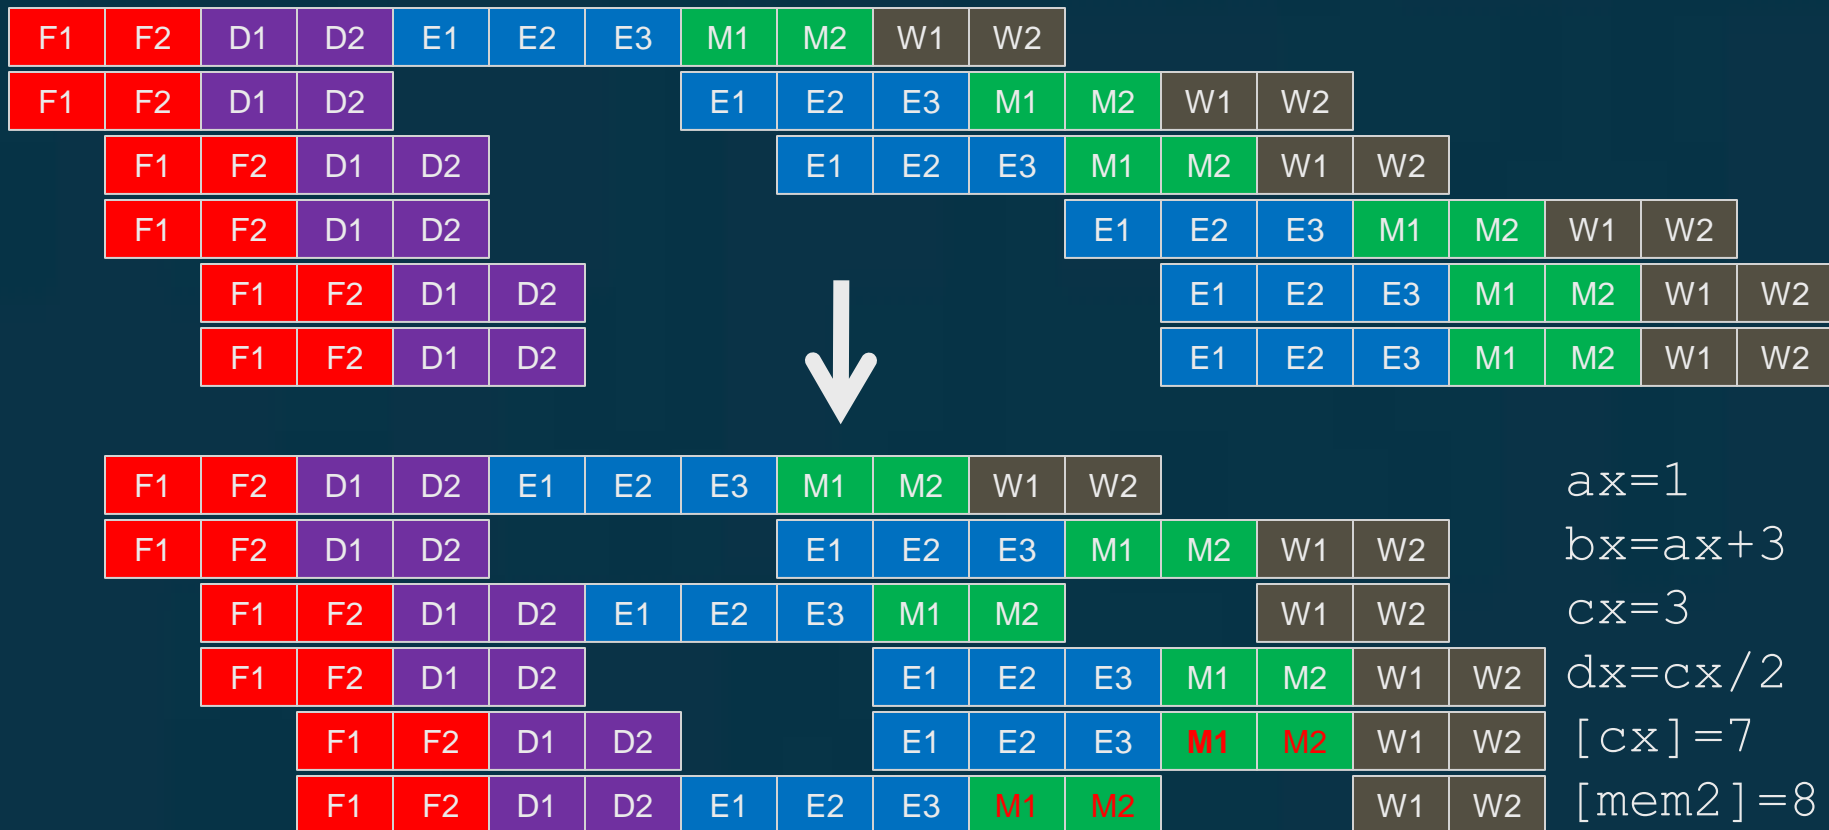 F1 F2 D1 D2 E1 E2 E3 M1 M2 W1 W2
F1 F2 D1 D2 E1 E2 E3 M1 M2 W1 W2
F1 F2 D1 D2 E1 E2 E3 M1 M2 W1 W2
F1 F2 D1 D2 E1 E2 E3 M1 M2 W1 W2
F1 F2 D1 D2 E1 E2 E3 M1 M2 W1 W2
F1 F2 D1 D2 E1 E2 E3 M1 M2 W1 W2
F1 F2 D1 D2 E1 E2 E3 M1 M2 W1 W2 ax=1
F1 F2 D1 D2 E1 E2 E3 M1 M2 W1 W2 bx=ax+3
F1 F2 D1 D2 E1 E2 E3 M1 M2 W1 W2 cx=3
F1 F2 D1 D2 E1 E2 E3 M1 M2 W1 W2 dx=cx/2
F1 F2 D1 D2 E1 E2 E3 M1 M2 W1 W2 [cx]=7
F1 F2 D1 D2 E1 E2 E3 M1 M2 W1 W2 [mem2]=8